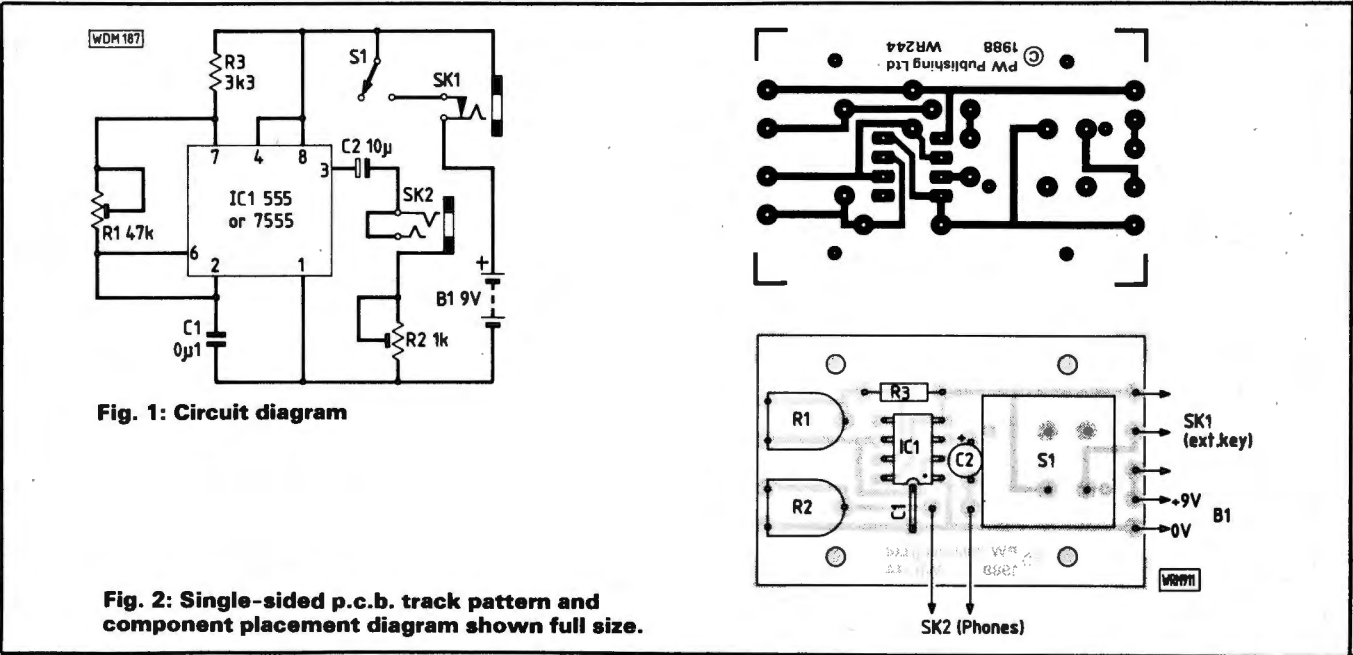 WDM187
R3
3k3
S1
SK1
7
4
8
3
C2 10µ
IC1 555
or 7555
SK2
R1 47k
6
2
1
+
B1 9V
C1
0µ1
R2 1k
Fig. 1: Circuit diagram
© 1988 WR244
PW Publishing Ltd
R3
R1
IC1
+
C2
S1
SK1
(ext.key)
R2
C1
+9V
B1
0V
WRM911
SK2 (Phones)
Fig. 2: Single-sided p.c.b. track pattern and
component placement diagram shown full size.